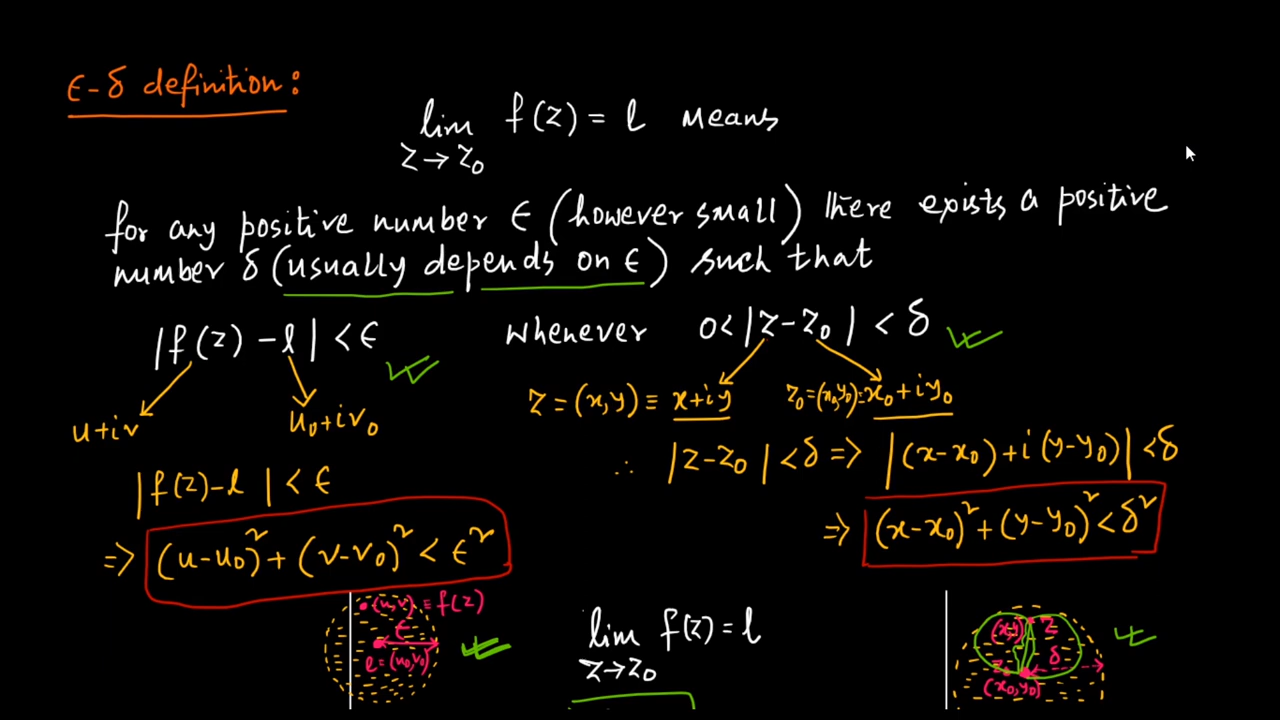 ϵ-δ definition:
lim f(z) = l means
z→z₀
for any positive number ϵ (however small) there exists a positive
number δ (usually depends on ϵ) such that
|f(z) - l| < ϵ whenever 0 < |z - z₀| < δ
z = (x,y) ≡ x+iy z₀ = (x₀,y₀) ≡ x₀+iy₀
u+iv u₀+iv₀
∴ |z-z₀| < δ => |(x-x₀)+i(y-y₀)| < δ
|f(z)-l| < ϵ
=> (x-x₀)²+(y-y₀)² < δ²
=> (u-u₀)²+(v-v₀)² < ϵ²
(u,v) ≡ f(z)
ϵ
l = (u₀,v₀)
lim f(z) = l
z→z₀
(x,y) z
δ
z₀
(x₀,y₀)